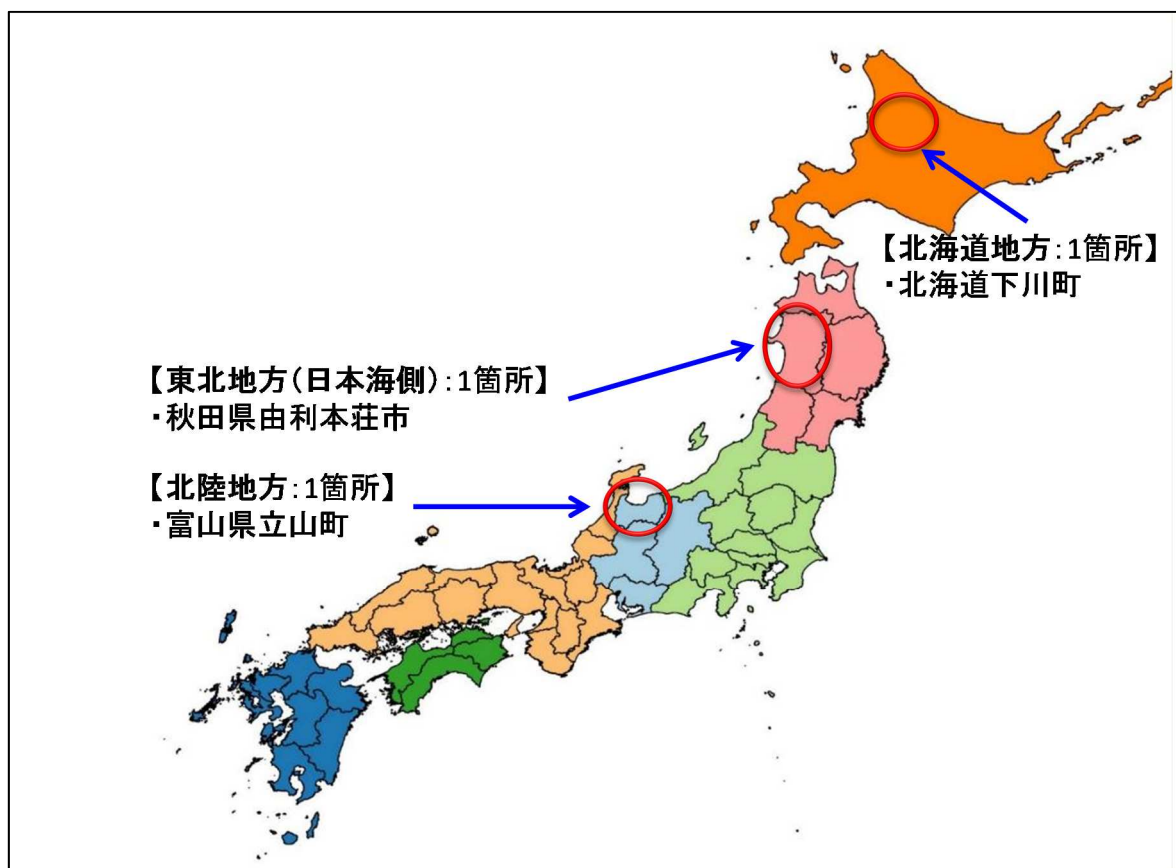 【北海道地方:1箇所】
・北海道下川町
【東北地方(日本海側):1箇所】
・秋田県由利本荘市
【北陸地方:1箇所】
・富山県立山町